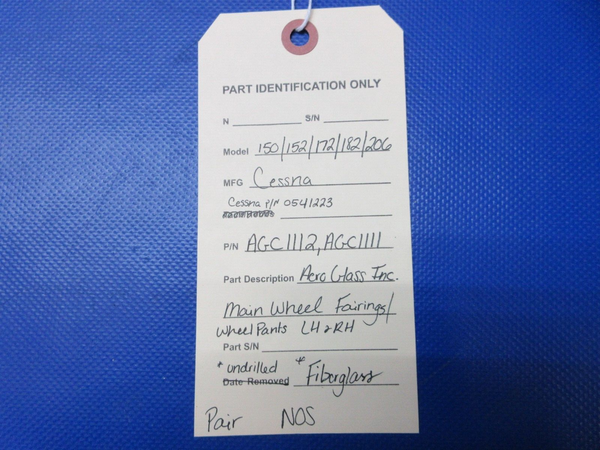 PART IDENTIFICATION ONLY
N S/N
Model 150/152/172/182/206
MFG Cessna
Cessna P/N 0541223
P/N AGC1112, AGC1111
Part Description Aero Glass Inc.
Main Wheel Fairings/
Wheel Pants LH & RH
Part S/N
* undrilled * Fiberglass
Date Removed
Pair NOS